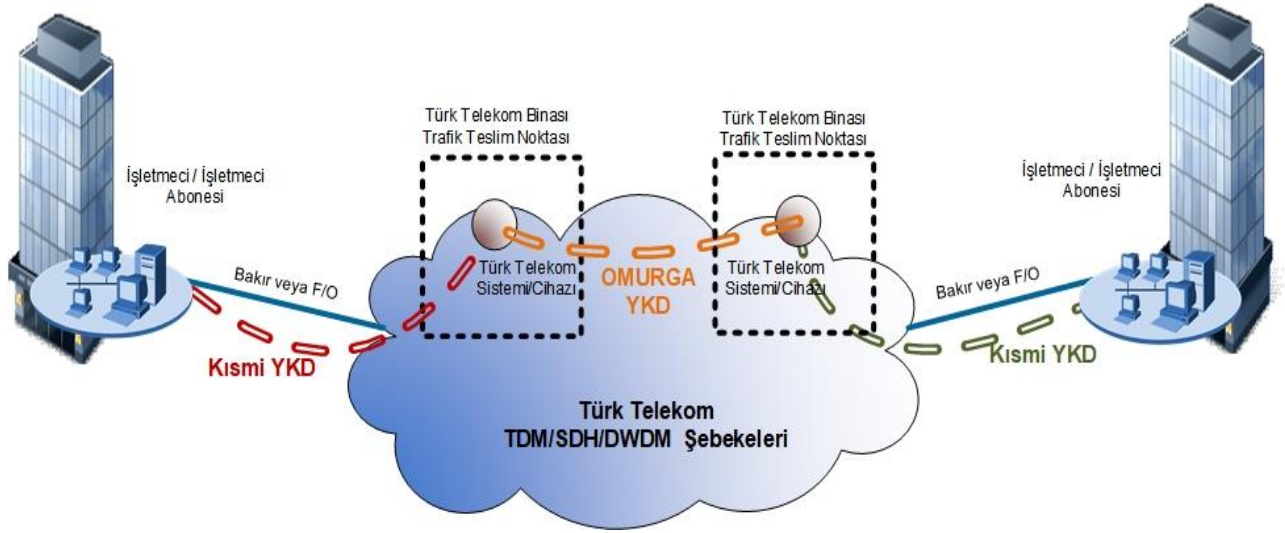 Türk Telekom Binası
Trafik Teslim Noktası
Türk Telekom Binası
Trafik Teslim Noktası
İşletmeci / İşletmeci
Abonesi
İşletmeci / İşletmeci
Abonesi
Bakır veya F/O
Türk Telekom
Sistemi/Cihazı
OMURGA
YKD
Türk Telekom
Sistemi/Cihazı
Bakır veya F/O
Kısmi YKD
Kısmi YKD
Türk Telekom
TDM/SDH/DWDM Şebekeleri